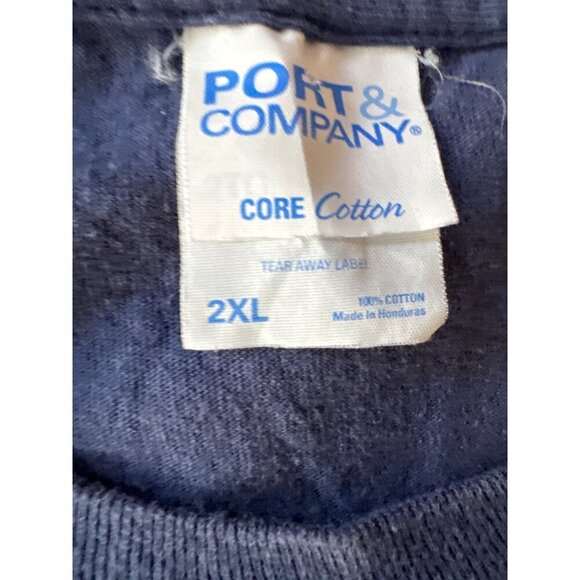 PORT &
COMPANY®
CORE Cotton
TEAR AWAY LABEL
2XL
100% COTTON
Made In Honduras